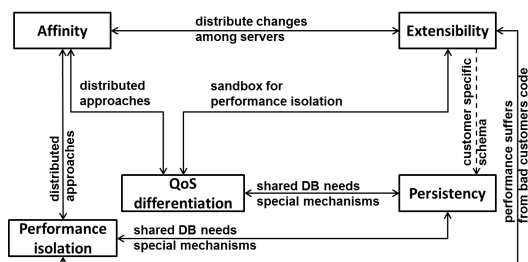 Affinity
distribute changes
among servers
Extensibility
distributed
approaches
sandbox for
performance isolation
customer specific
schema
performance suffers
from bad customers code
distributed
approaches
QoS
differentiation
shared DB needs
special mechanisms
Persistency
Performance
isolation
shared DB needs
special mechanisms